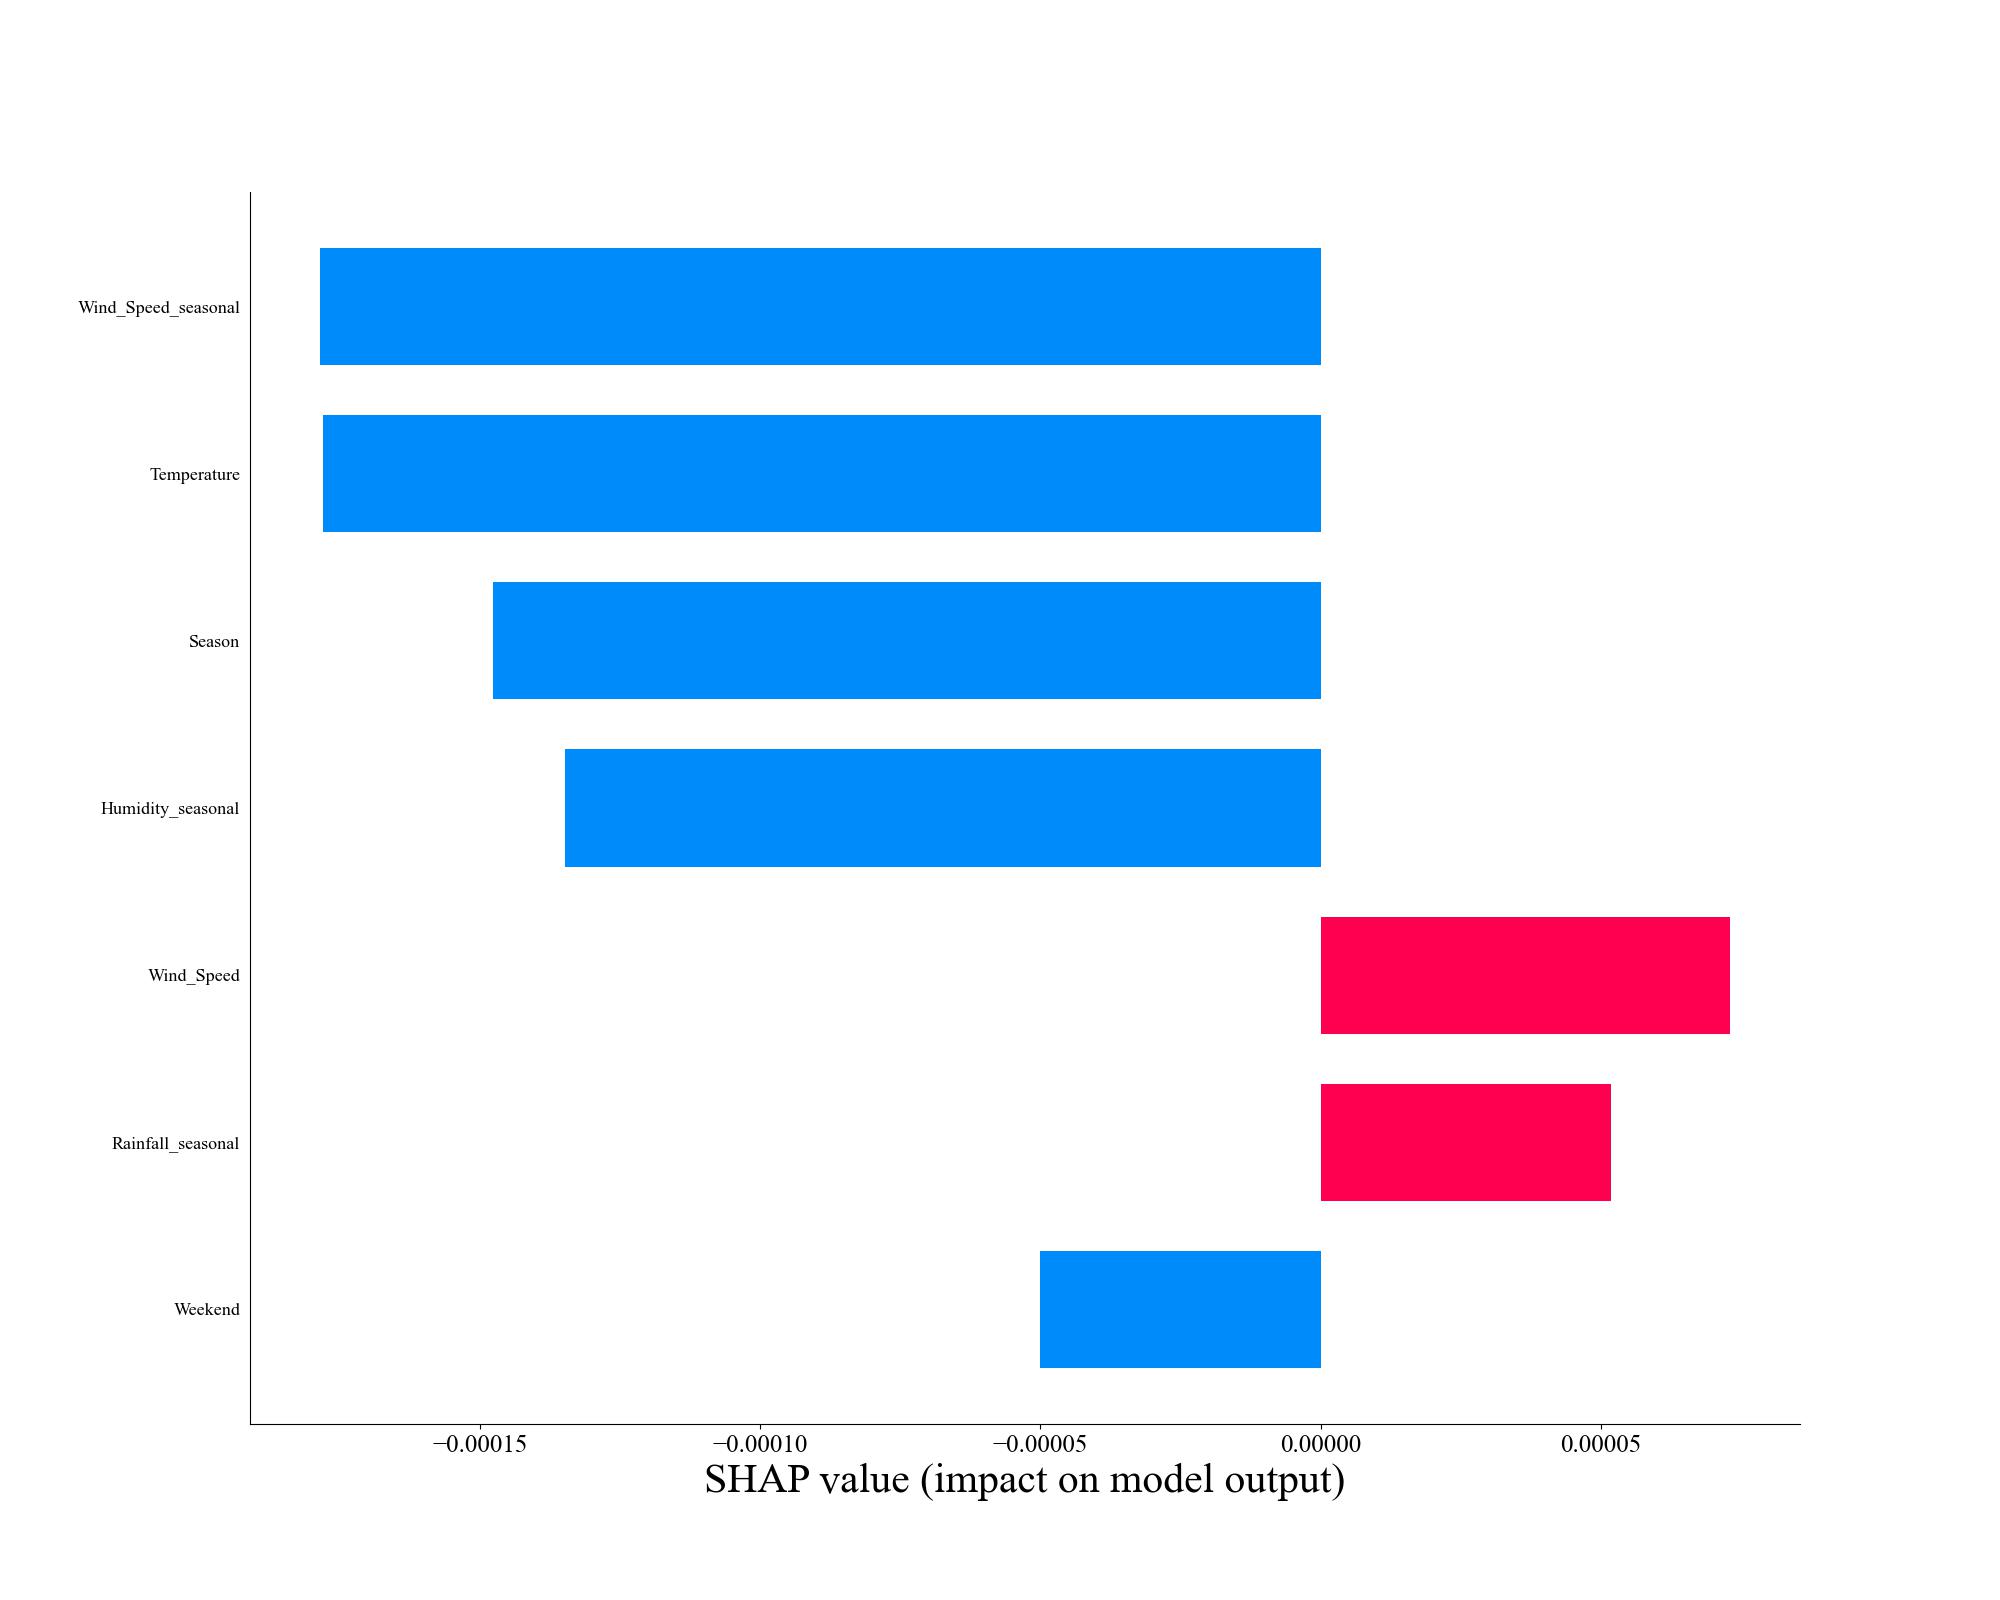 Wind_Speed_seasonal
Temperature
Season
Humidity_seasonal
Wind_Speed
Rainfall_seasonal
Weekend
−0.00015 −0.00010 −0.00005 0.00000 0.00005
SHAP value (impact on model output)